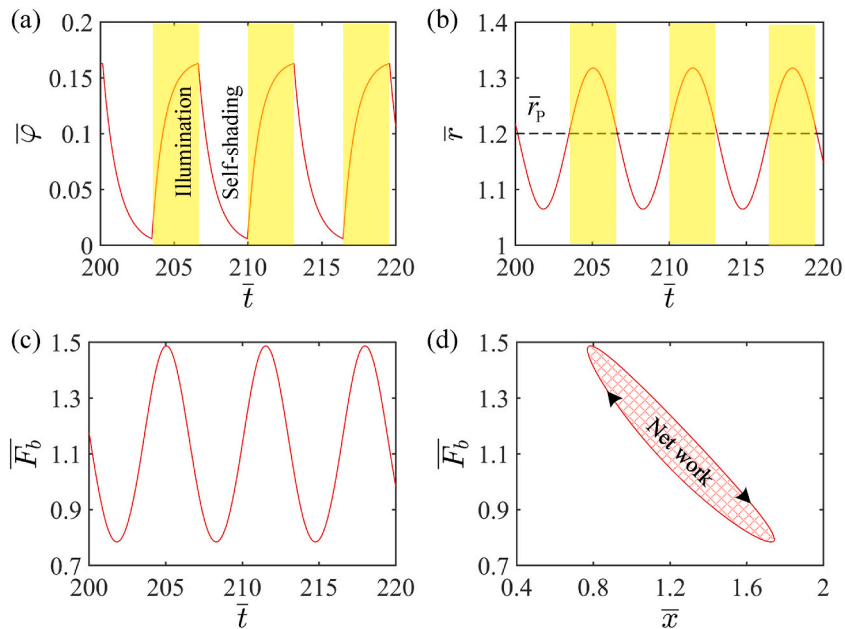 (a)
0.2
0.15
0.1
0.05
0
φ̅
Illumination
Self-shading
200 205 210 215 220
t̅
(b)
1.4
1.3
1.2
1.1
1
r̅
r̅_P
200 205 210 215 220
t̅
(c)
1.5
1.3
1.1
0.9
0.7
F̅_b
200 205 210 215 220
t̅
(d)
1.5
1.3
1.1
0.9
0.7
F̅_b
Net work
0.4 0.8 1.2 1.6 2
x̅